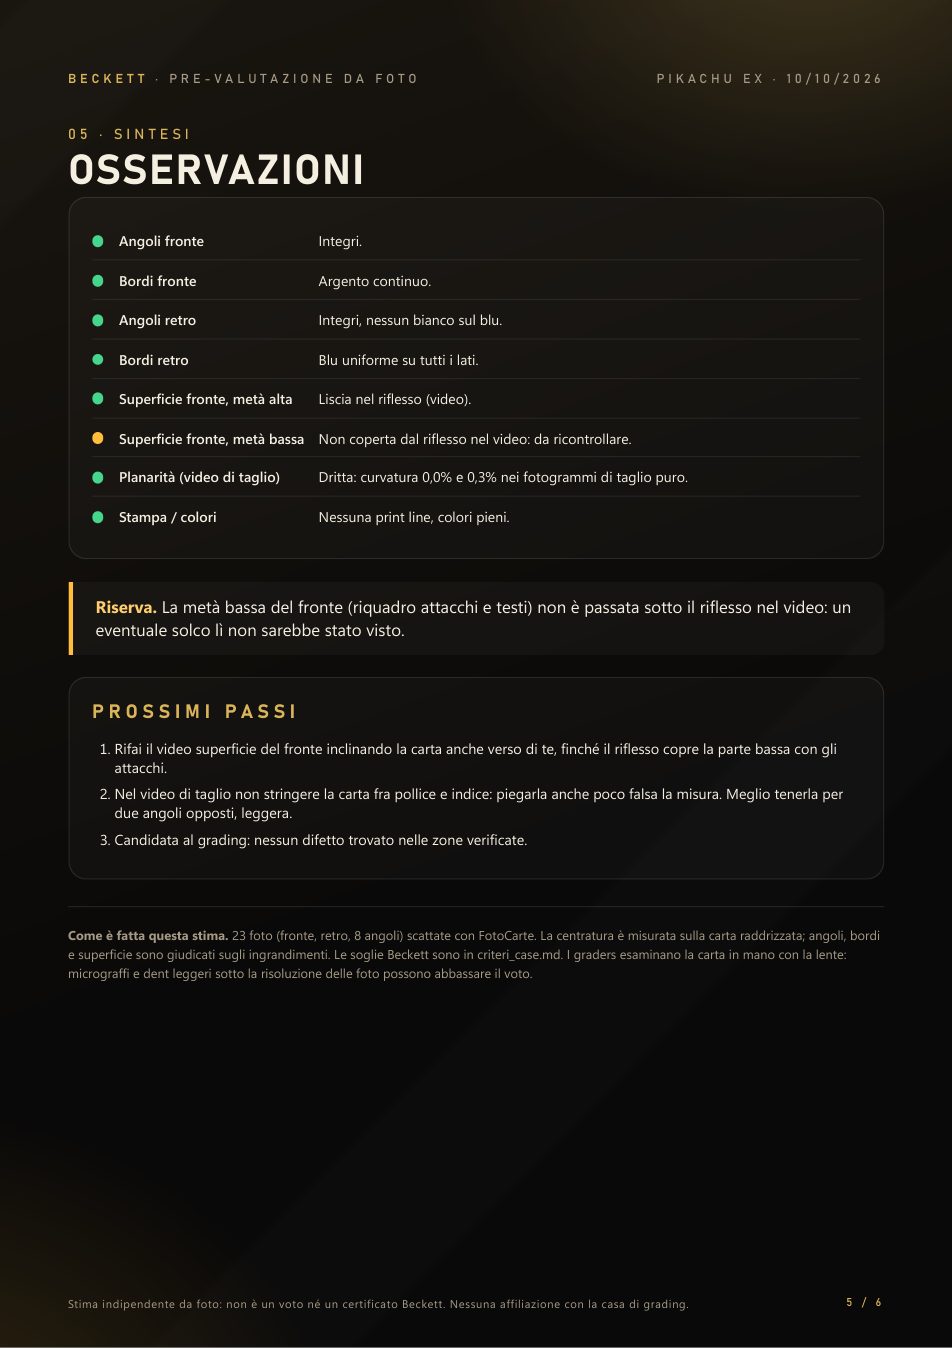 BECKETT · PRE-VALUTAZIONE DA FOTO
PIKACHU EX · 10/10/2026
05 · SINTESI
OSSERVAZIONI
Angoli fronte Integri.
Bordi fronte Argento continuo.
Angoli retro Integri, nessun bianco sul blu.
Bordi retro Blu uniforme su tutti i lati.
Superficie fronte, metà alta Liscia nel riflesso (video).
Superficie fronte, metà bassa Non coperta dal riflesso nel video: da ricontrollare.
Planarità (video di taglio) Dritta: curvatura 0,0% e 0,3% nei fotogrammi di taglio puro.
Stampa / colori Nessuna print line, colori pieni.
Riserva. La metà bassa del fronte (riquadro attacchi e testi) non è passata sotto il riflesso nel video: un
eventuale solco lì non sarebbe stato visto.
PROSSIMI PASSI
1. Rifai il video superficie del fronte inclinando la carta anche verso di te, finché il riflesso copre la parte bassa con gli
attacchi.
2. Nel video di taglio non stringere la carta fra pollice e indice: piegarla anche poco falsa la misura. Meglio tenerla per
due angoli opposti, leggera.
3. Candidata al grading: nessun difetto trovato nelle zone verificate.
Come è fatta questa stima. 23 foto (fronte, retro, 8 angoli) scattate con FotoCarte. La centratura è misurata sulla carta raddrizzata; angoli, bordi
e superficie sono giudicati sugli ingrandimenti. Le soglie Beckett sono in criteri_case.md. I graders esaminano la carta in mano con la lente:
micrograffi e dent leggeri sotto la risoluzione delle foto possono abbassare il voto.
Stima indipendente da foto: non è un voto né un certificato Beckett. Nessuna affiliazione con la casa di grading.
5 / 6